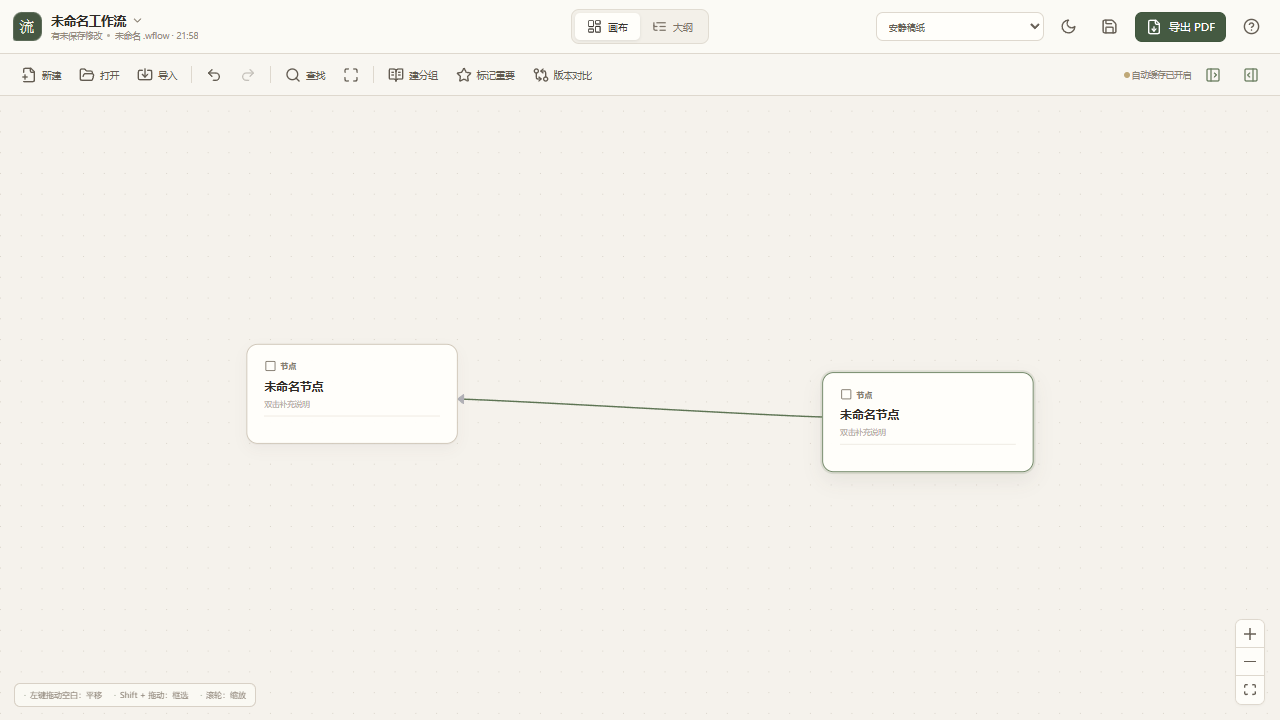 流
未命名工作流
有未保存修改 • 未命名.wflow · 21:58
画布
大纲
安静稿纸
导出 PDF
新建
打开
导入
查找
建分组
标记重要
版本对比
自动缓存已开启
节点
未命名节点
双击补充说明
节点
未命名节点
双击补充说明
· 左键拖动空白：平移 · Shift + 拖动：框选 · 滚轮：缩放